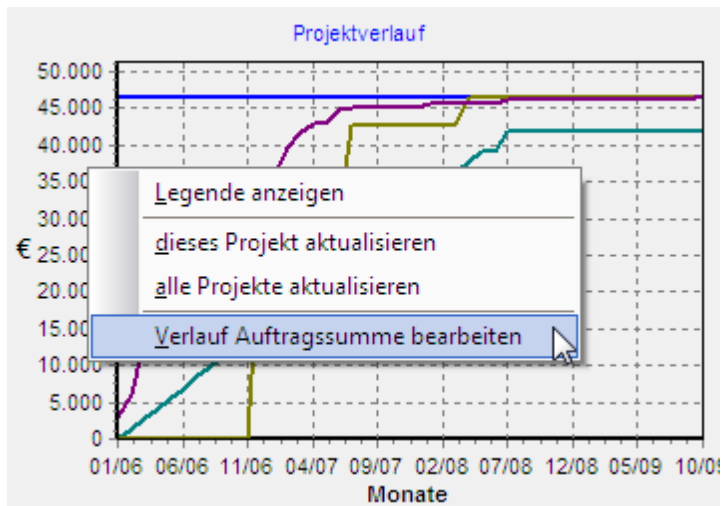 Projektverlauf
50.000
45.000
40.000
35.00
30.00
€
25.00
20.00
15.00
10.000
5.000
0
Legende anzeigen
dieses Projekt aktualisieren
alle Projekte aktualisieren
Verlauf Auftragssumme bearbeiten
01/06 06/06 11/06 04/07 09/07 02/08 07/08 12/08 05/09 10/09
Monate